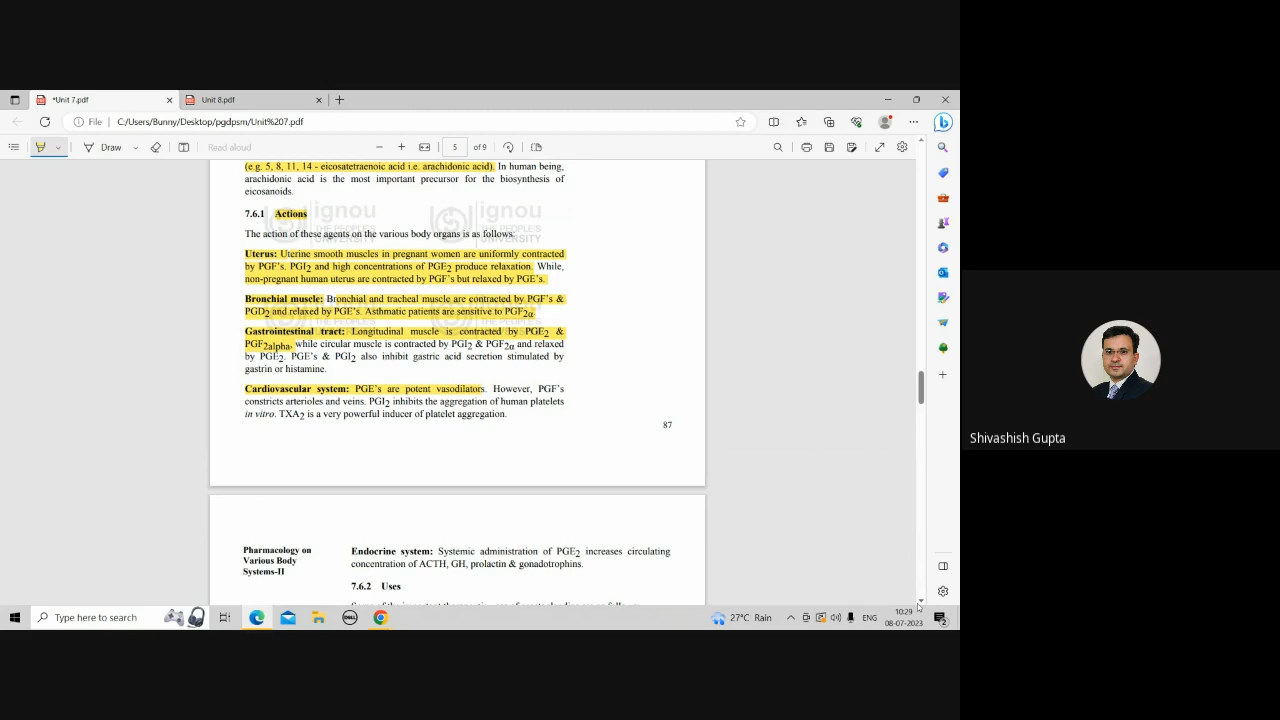 *Unit 7.pdf
Unit 8.pdf
File
C:/Users/Bunny/Desktop/pgdpsm/Unit%207.pdf
Draw
Read aloud
5
of 9
(e.g. 5, 8, 11, 14 - eicosatetraenoic acid i.e. arachidonic acid). In human being,
arachidonic acid is the most important precursor for the biosynthesis of
eicosanoids.
ignou
THE PEOPLE'S
UNIVERSITY
ignou
THE PEOPLE'S
UNIVERSITY
7.6.1 Actions
The action of these agents on the various body organs is as follows:
Uterus: Uterine smooth muscles in pregnant women are uniformly contracted
by PGF's. PGI2 and high concentrations of PGE2 produce relaxation. While,
non-pregnant human uterus are contracted by PGF's but relaxed by PGE's.
Bronchial muscle: Bronchial and tracheal muscle are contracted by PGF's &
PGD2 and relaxed by PGE's. Asthmatic patients are sensitive to PGF2α.
Gastrointestinal tract: Longitudinal muscle is contracted by PGE2 &
PGF2alpha, while circular muscle is contracted by PGI2 & PGF2α and relaxed
by PGE2. PGE's & PGI2 also inhibit gastric acid secretion stimulated by
gastrin or histamine.
Cardiovascular system: PGE's are potent vasodilators. However, PGF's
constricts arterioles and veins. PGI2 inhibits the aggregation of human platelets
in vitro. TXA2 is a very powerful inducer of platelet aggregation.
87
Pharmacology on
Various Body
Systems-II
Endocrine system: Systemic administration of PGE2 increases circulating
concentration of ACTH, GH, prolactin & gonadotrophins.
7.6.2 Uses
Shivashish Gupta
Type here to search
DELL
27°C Rain
ENG
10:29
08-07-2023
2